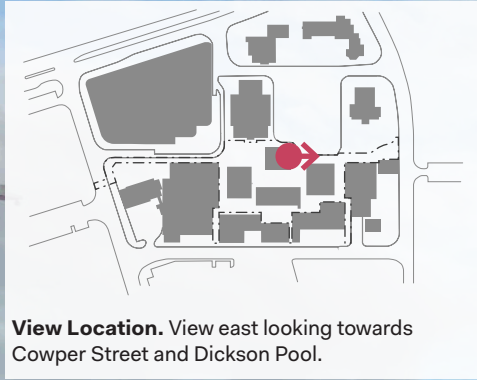 View Location. View east looking towards
Cowper Street and Dickson Pool.